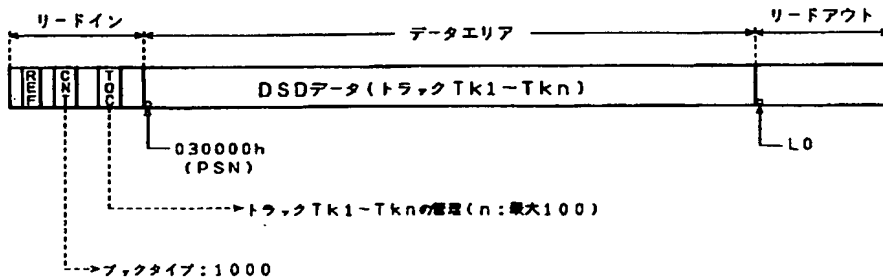 リードイン
データエリア
リードアウト
REF
CNT
TOC
DSDデータ(トラックTk1〜Tkn)
030000h
(PSN)
L0
トラックTk1〜Tknの管理(n:最大100)
ブックタイプ:1000